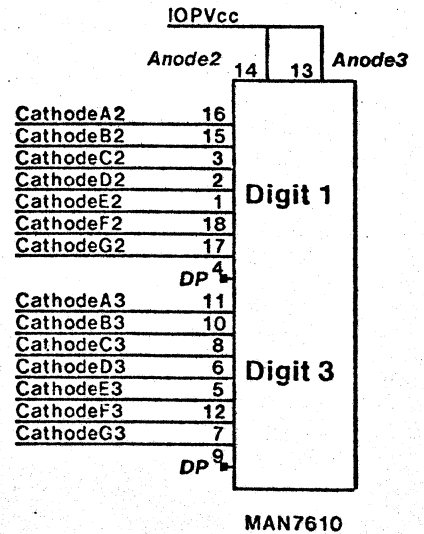 IOPVcc
Anode2 Anode3
14 13
CathodeA2 16
CathodeB2 15
CathodeC2 3
CathodeD2 2
CathodeE2 1
CathodeF2 18
CathodeG2 17
Digit 1
DP 4
CathodeA3 11
CathodeB3 10
CathodeC3 8
CathodeD3 6
CathodeE3 5
CathodeF3 12
CathodeG3 7
Digit 3
DP 9
MAN7610